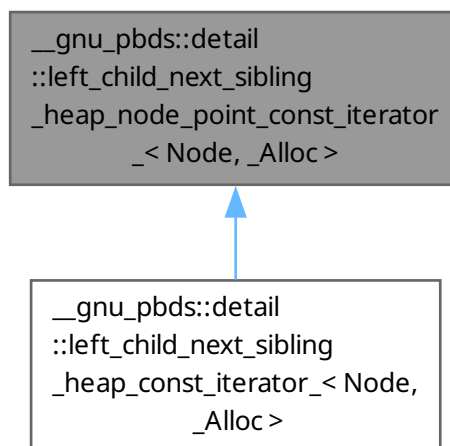 __gnu_pbds::detail
::left_child_next_sibling
_heap_node_point_const_iterator
_< Node, _Alloc >
__gnu_pbds::detail
::left_child_next_sibling
_heap_const_iterator_< Node,
_Alloc >